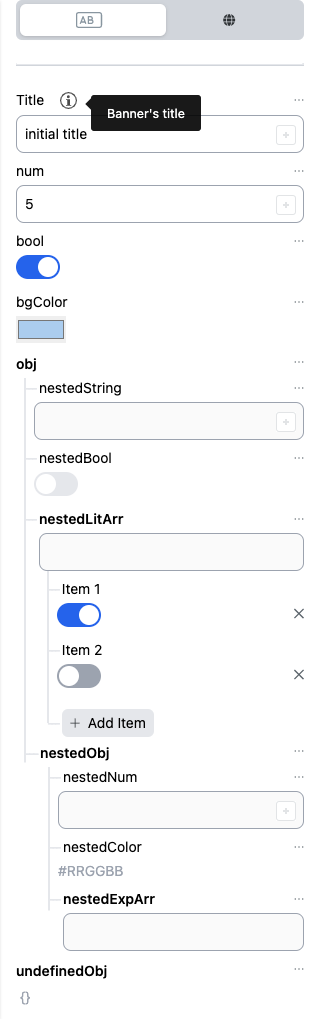 AB
Title
Banner's title
initial title
num
5
bool
bgColor
obj
nestedString
nestedBool
nestedLitArr
Item 1
Item 2
+ Add Item
nestedObj
nestedNum
nestedColor
#RRGGBB
nestedExpArr
undefinedObj
{}